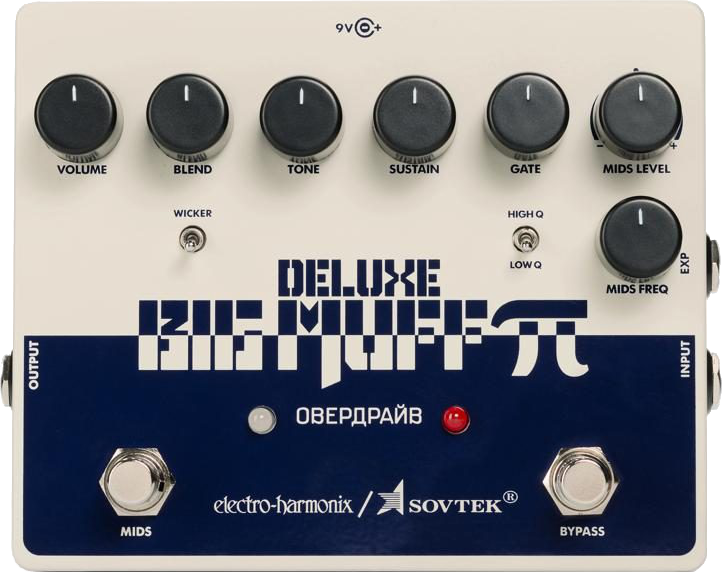 9V +
VOLUME BLEND TONE SUSTAIN GATE MIDS LEVEL
- +
WICKER HIGH Q
LOW Q
EXP
MIDS FREQ
DELUXE
BIG MUFF π
OUTPUT INPUT
ОВЕРДРАЙВ
electro-harmonix / SOVTEK®
MIDS BYPASS